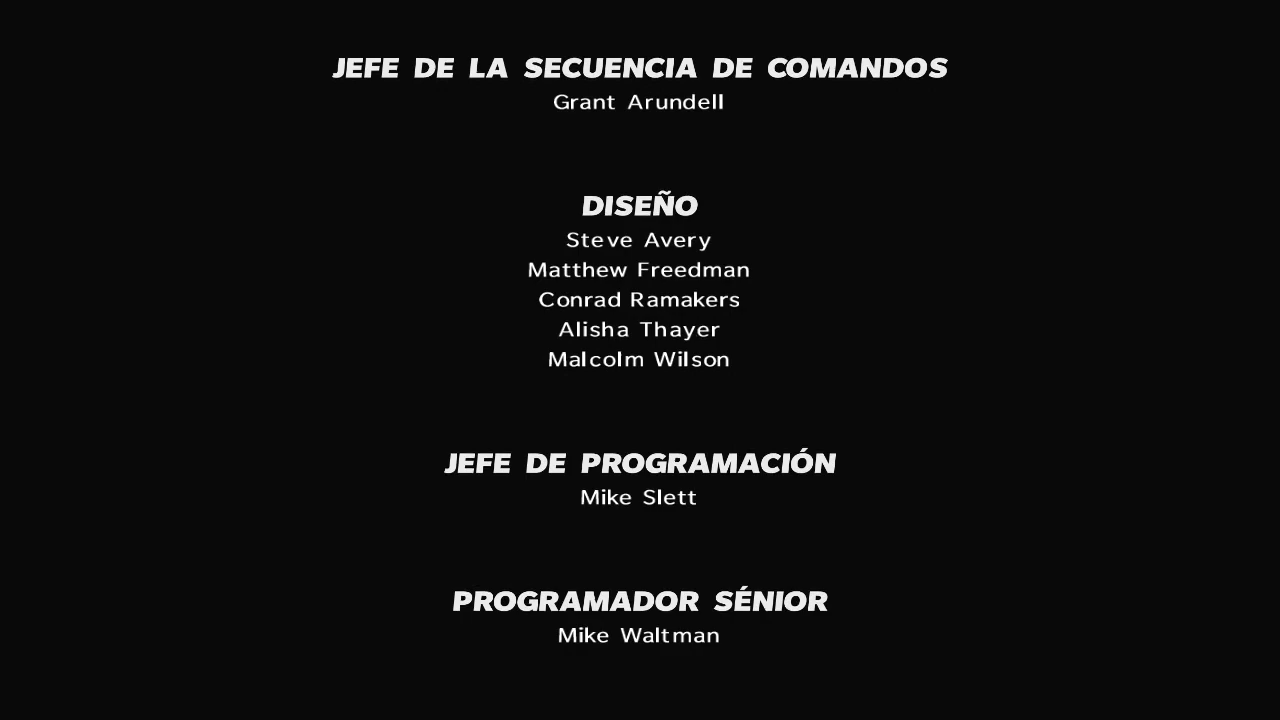 JEFE DE LA SECUENCIA DE COMANDOS
Grant Arundell
DISEÑO
Steve Avery
Matthew Freedman
Conrad Ramakers
Alisha Thayer
Malcolm Wilson
JEFE DE PROGRAMACIÓN
Mike Slett
PROGRAMADOR SÉNIOR
Mike Waltman